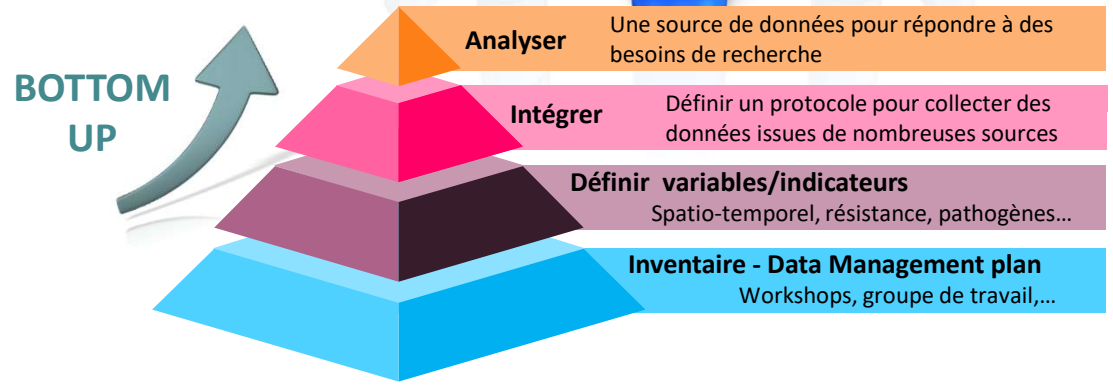 BOTTOM
UP
Analyser
Une source de données pour répondre à des
besoins de recherche
Intégrer
Définir un protocole pour collecter des
données issues de nombreuses sources
Définir  variables/indicateurs
Spatio-temporel, résistance, pathogènes…
Inventaire - Data Management plan
Workshops, groupe de travail,…